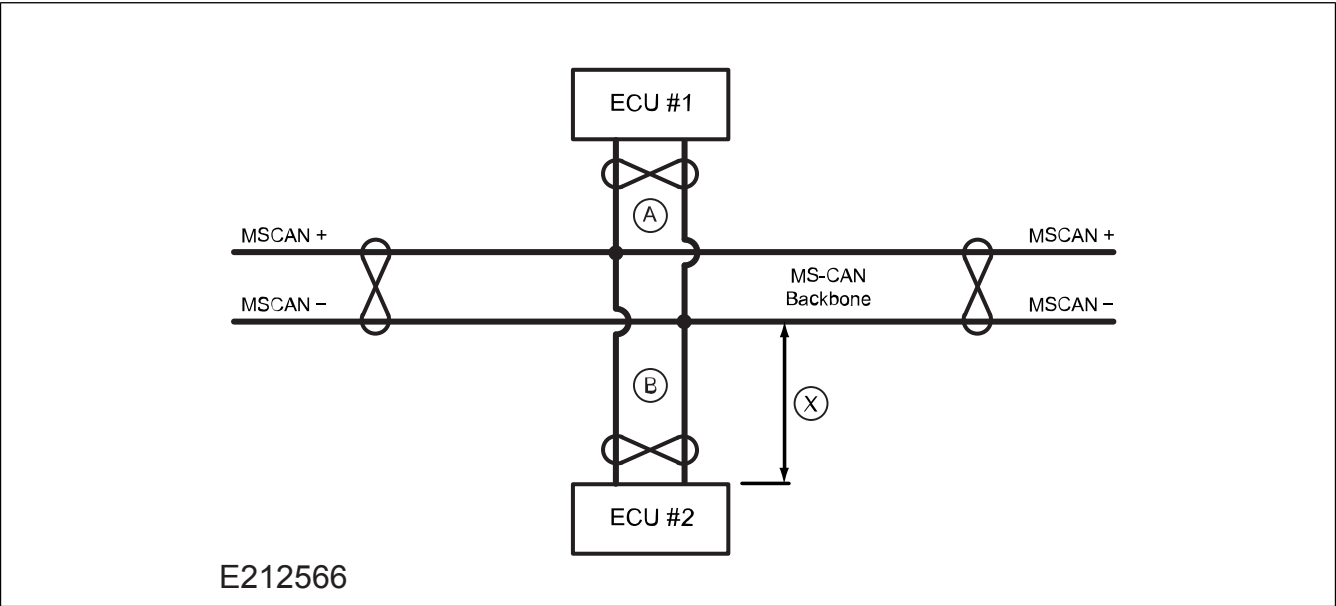 ECU #1
A
MSCAN +
MSCAN +
MS-CAN
Backbone
MSCAN –
MSCAN –
B
X
ECU #2
E212566